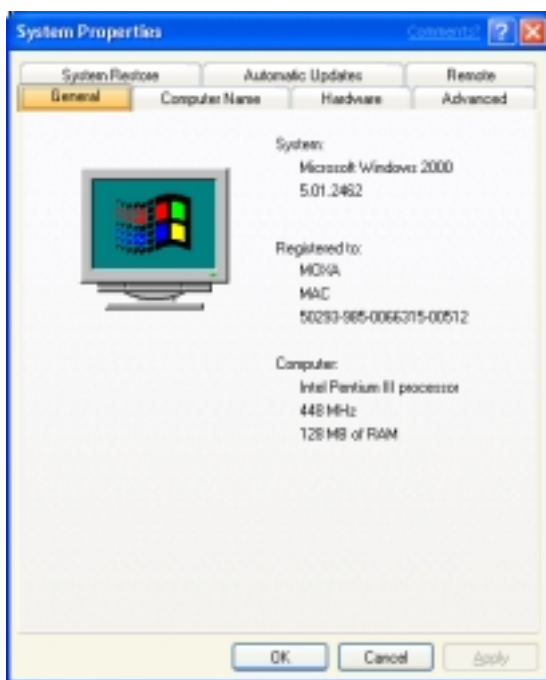 System Properties
Comments?
System Restore
Automatic Updates
Remote
General
Computer Name
Hardware
Advanced
System:
Microsoft Windows 2000
5.01.2462
Registered to:
MOXA
MAC
50293-985-0066315-00512
Computer:
Intel Pentium III processor
448 MHz
128 MB of RAM
OK
Cancel
Apply